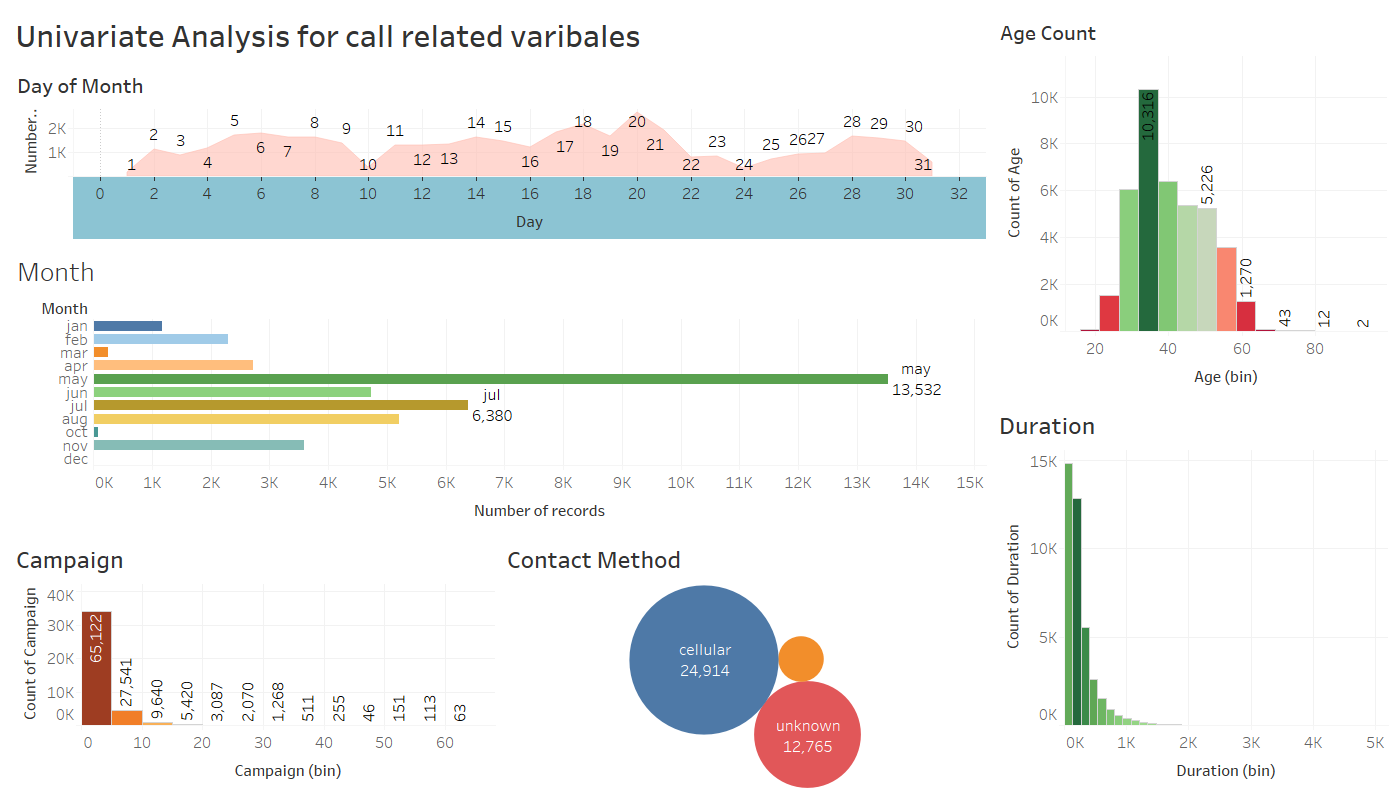 Univariate Analysis for call related varibales
Day of Month
Number..
2K
1K
1 2 3 4 5 6 7 8 9 10 11 12 13 14 15 16 17 18 19 20 21 22 23 24 25 26 27 28 29 30 31
0 2 4 6 8 10 12 14 16 18 20 22 24 26 28 30 32
Day
Month
Month
jan
feb
mar
apr
may
may
13,532
jun
jul
jul
6,380
aug
oct
nov
dec
0K 1K 2K 3K 4K 5K 6K 7K 8K 9K 10K 11K 12K 13K 14K 15K
Number of records
Campaign
Count of Campaign
40K
30K
20K
10K
0K
65,122 27,541 9,640 5,420 3,087 2,070 1,268 511 255 46 151 113 63
0 10 20 30 40 50 60
Campaign (bin)
Contact Method
cellular
24,914
unknown
12,765
Age Count
Count of Age
10K
8K
6K
4K
2K
0K
10,316 5,226 1,270 43 12 2
20 40 60 80
Age (bin)
Duration
Count of Duration
15K
10K
5K
0K
0K 1K 2K 3K 4K 5K
Duration (bin)